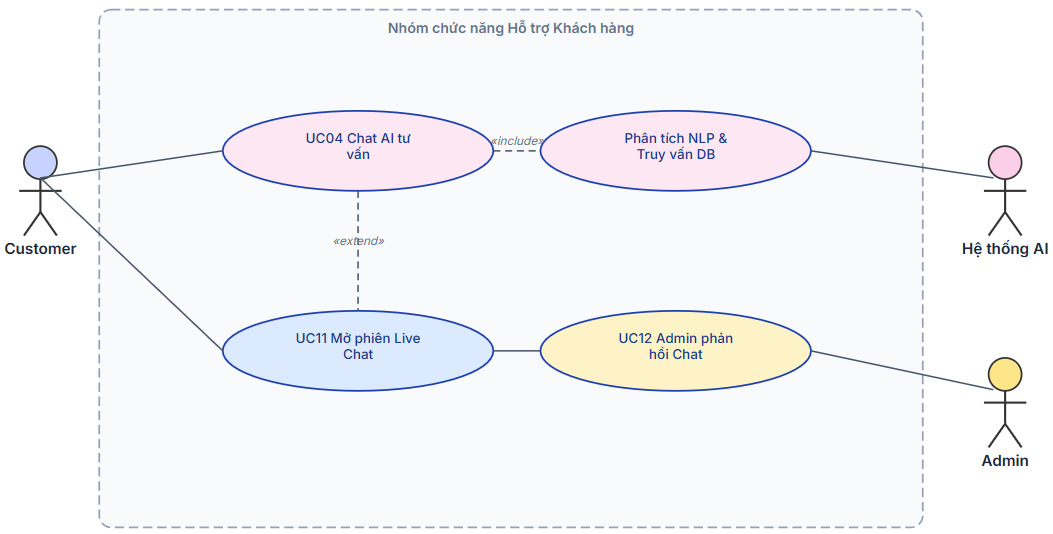 Nhóm chức năng Hỗ trợ Khách hàng
UC04 Chat AI tư
vấn
«include»
Phân tích NLP &
Truy vấn DB
Customer
Hệ thống AI
«extend»
UC11 Mở phiên Live
Chat
UC12 Admin phản
hồi Chat
Admin